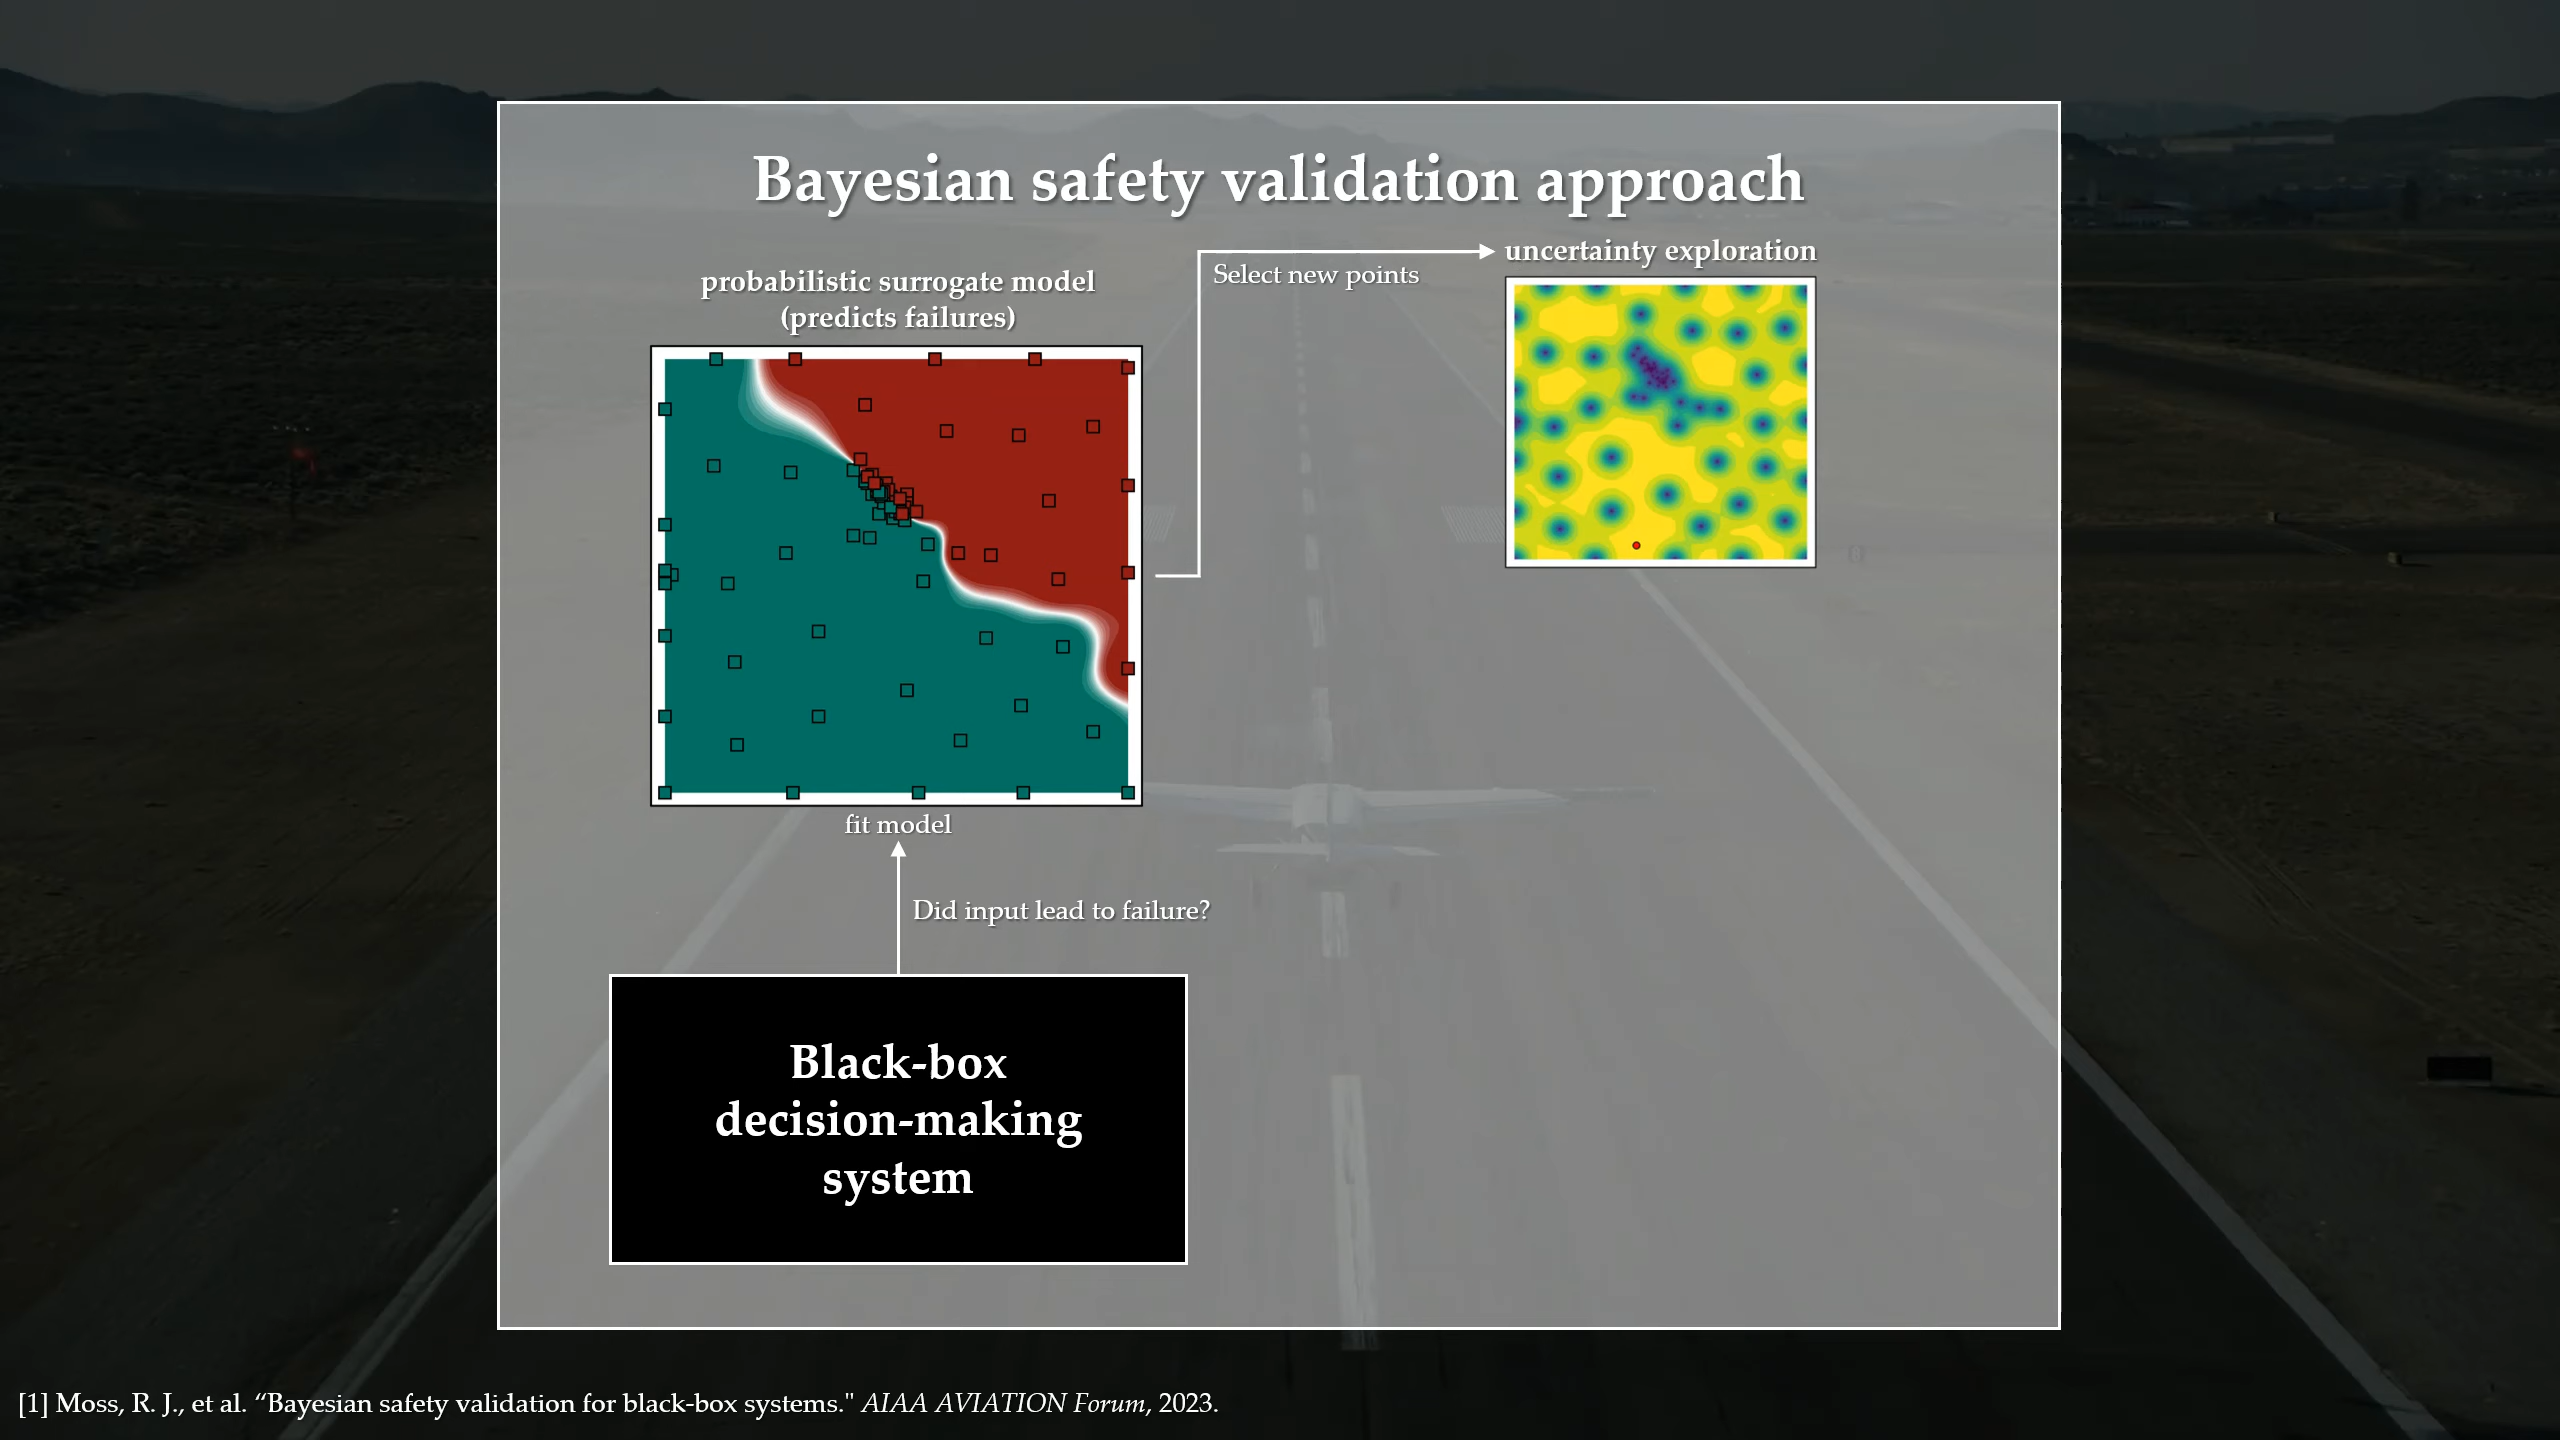 Bayesian safety validation approach
probabilistic surrogate model
(predicts failures)
Select new points
uncertainty exploration
fit model
Did input lead to failure?
Black-box
decision-making
system
[1] Moss, R. J., et al. “Bayesian safety validation for black-box systems." AIAA AVIATION Forum, 2023.